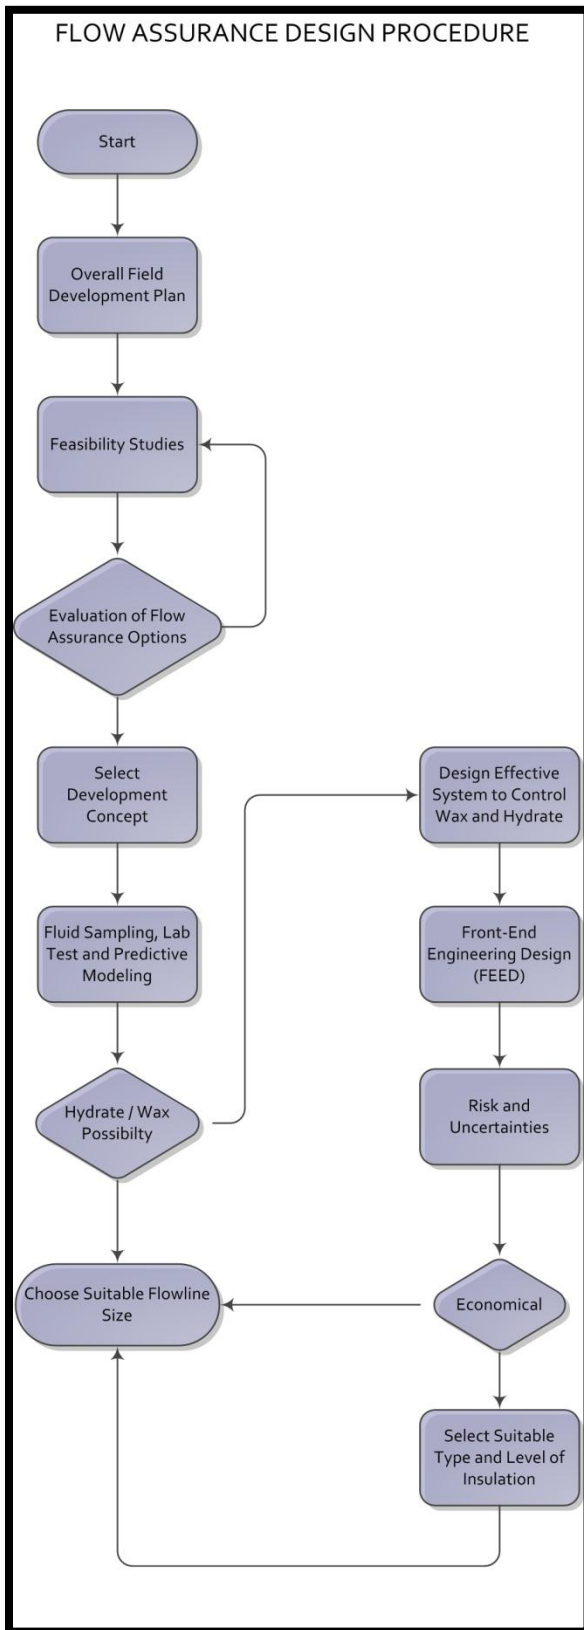 FLOW ASSURANCE DESIGN PROCEDURE
Start
Overall Field
Development Plan
Feasibility Studies
Evaluation of Flow
Assurance Options
Select
Development
Concept
Fluid Sampling, Lab
Test and Predictive
Modeling
Hydrate / Wax
Possibilty
Choose Suitable Flowline
Size
Design Effective
System to Control
Wax and Hydrate
Front-End
Engineering Design
(FEED)
Risk and
Uncertainties
Economical
Select Suitable
Type and Level of
Insulation